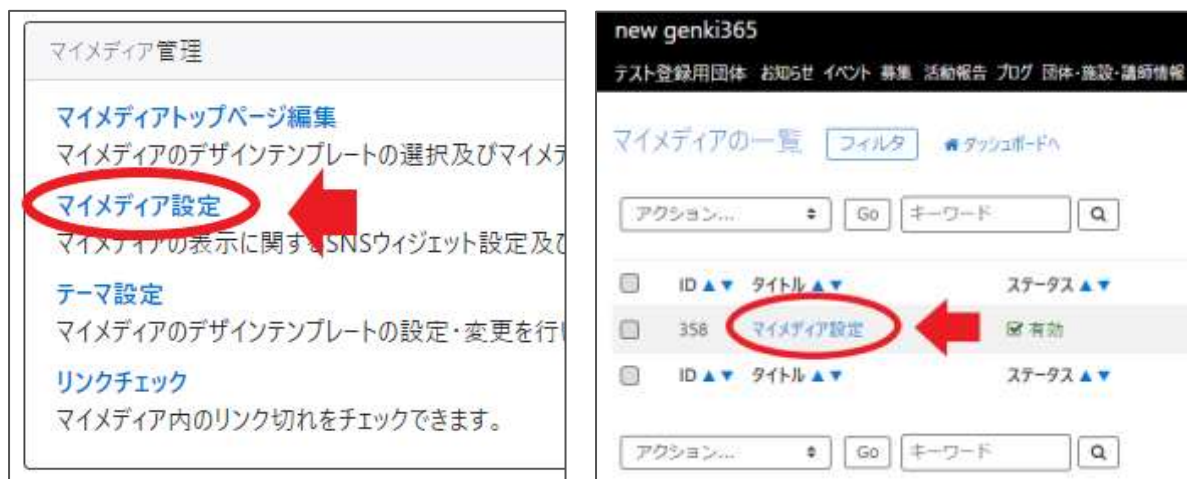 マイメディア管理
マイメディアトップページ編集
マイメディアのデザインテンプレートの選択及びマイメデ
マイメディア設定
マイメディアの表示に関するSNSウィジェット設定及び
テーマ設定
マイメディアのデザインテンプレートの設定・変更を行い
リンクチェック
マイメディア内のリンク切れをチェックできます。
new genki365
テスト登録用団体 お知らせ イベント 募集 活動報告 ブログ 団体・施設・講師情報
マイメディアの一覧 フィルタ ダッシュボードへ
アクション... Go キーワード
ID ▲▼ タイトル ▲▼ ステータス ▲▼
358 マイメディア設定 有効
ID ▲▼ タイトル ▲▼ ステータス ▲▼
アクション... Go キーワード